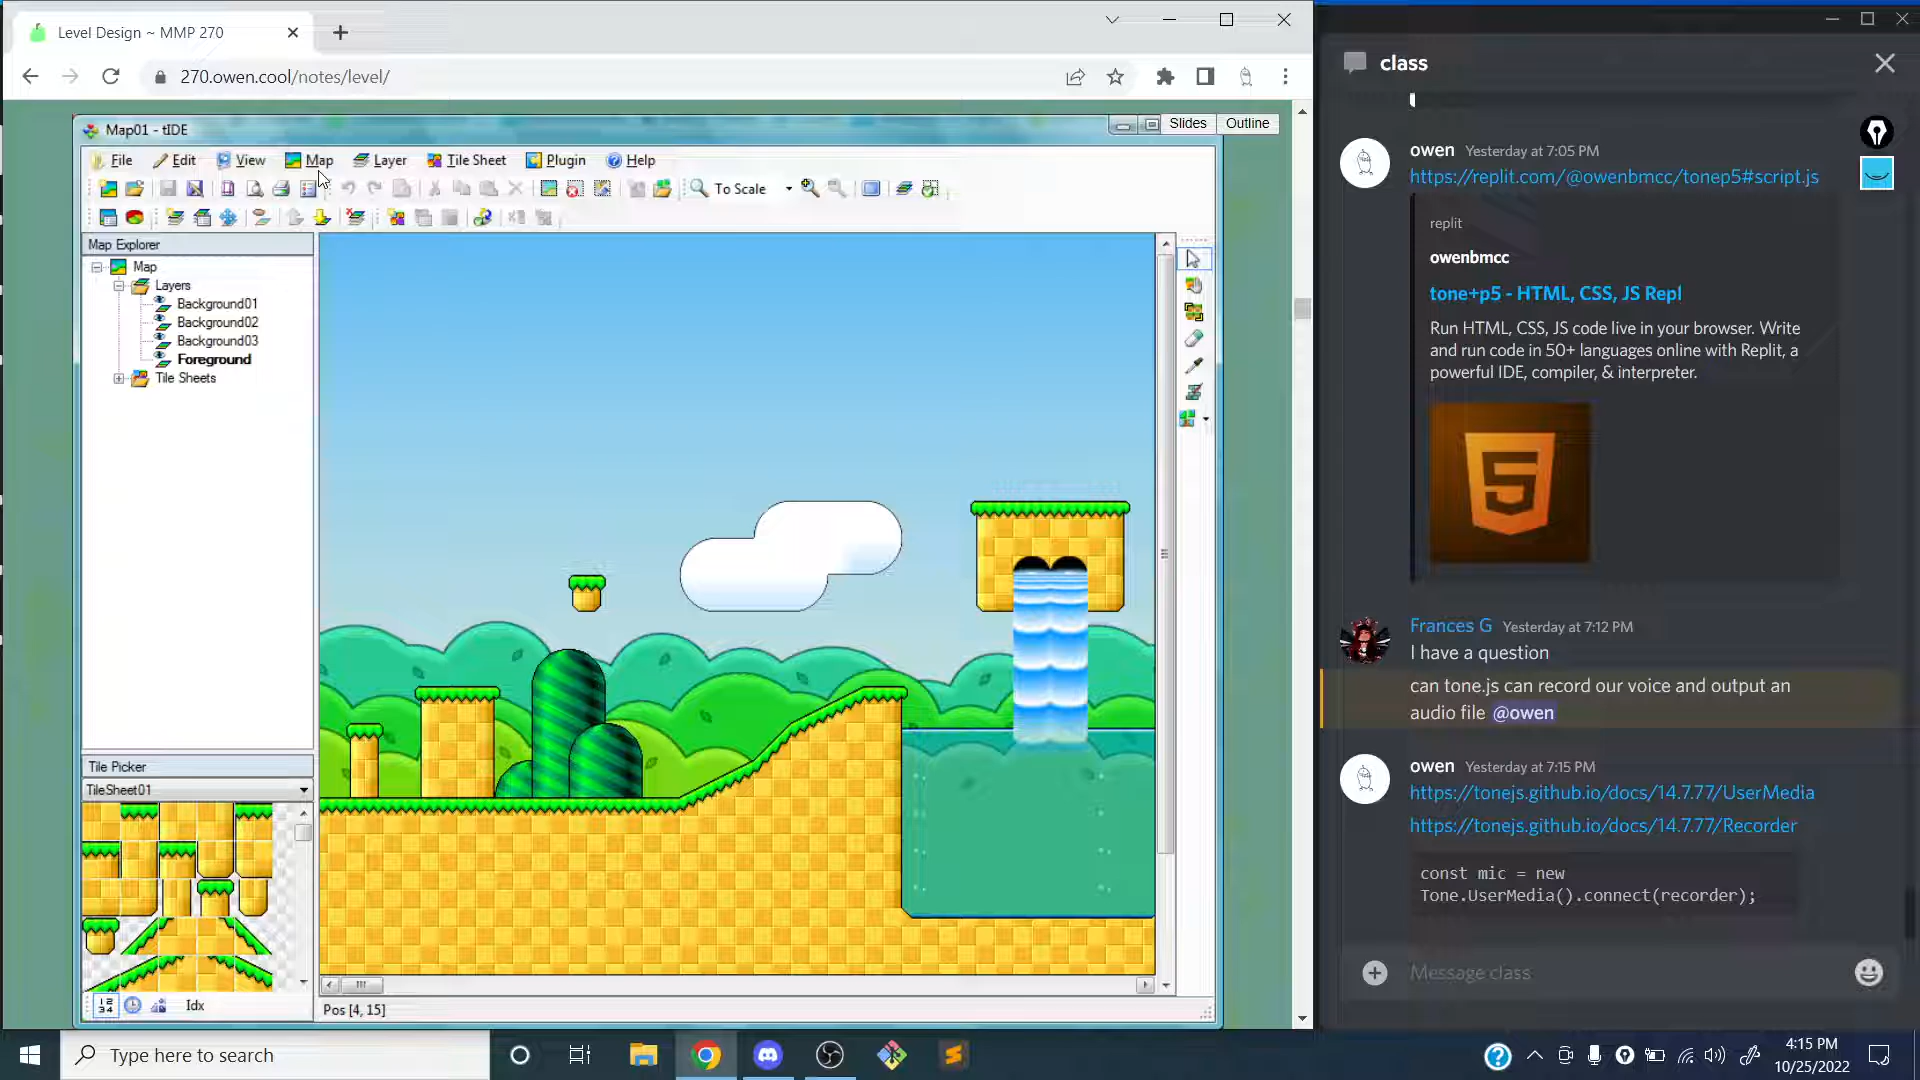 Level Design ~ MMP 270
270.owen.cool/notes/level/
Map01 - tIDE
Slides
Outline
File Edit View Map Layer Tile Sheet Plugin Help
To Scale
Map Explorer
Map
Layers
Background01
Background02
Background03
Foreground
Tile Sheets
Tile Picker
TileSheet01
12
34
Idx
Pos [4, 15]
class
owen Yesterday at 7:05 PM
https://replit.com/@owenbmcc/tonep5#script.js
replit
owenbmcc
tone+p5 - HTML, CSS, JS Repl
Run HTML, CSS, JS code live in your browser. Write
and run code in 50+ languages online with Replit, a
powerful IDE, compiler, & interpreter.
5
Frances G Yesterday at 7:12 PM
I have a question
can tone.js can record our voice and output an
audio file @owen
owen Yesterday at 7:15 PM
https://tonejs.github.io/docs/14.7.77/UserMedia
https://tonejs.github.io/docs/14.7.77/Recorder
const mic = new
Tone.UserMedia().connect(recorder);
Message class
Type here to search
4:15 PM
10/25/2022